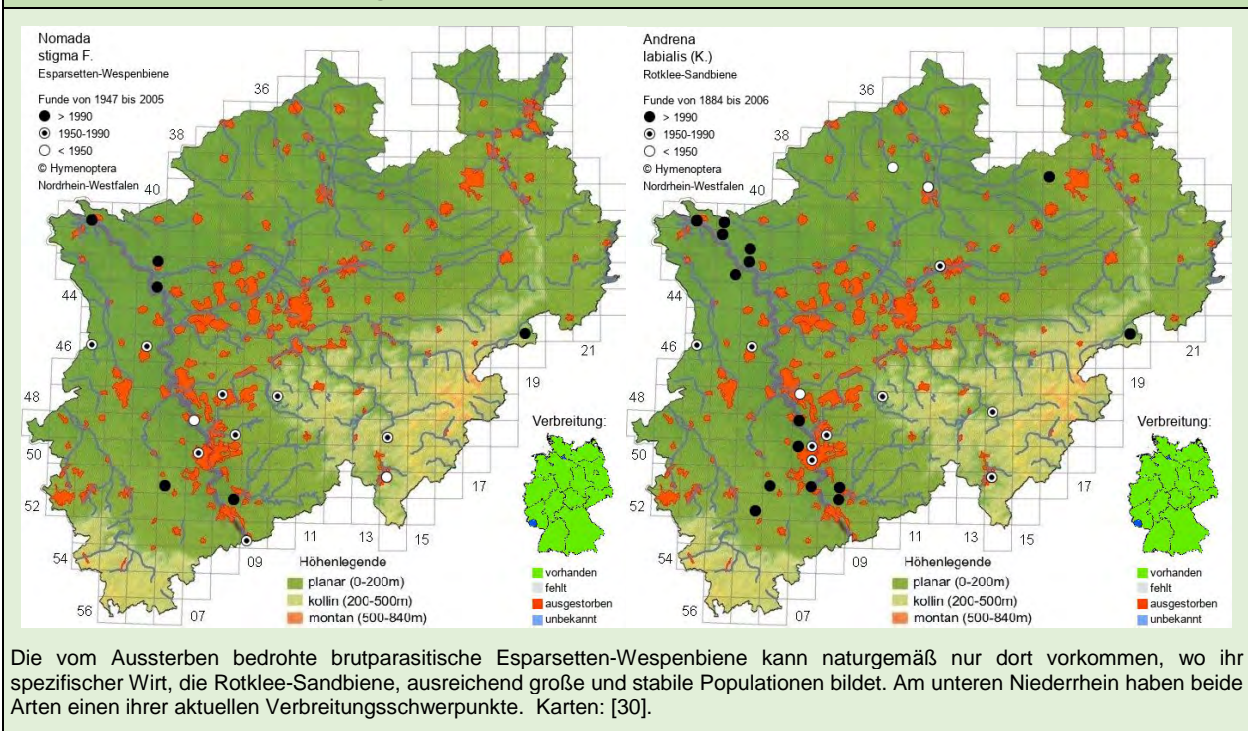 Nomada
stigma F.
Esparsetten-Wespenbiene
Funde von 1947 bis 2005
> 1990
1950-1990
< 1950
© Hymenoptera
Nordrhein-Westfalen
36
38
40
44
46
48
50
52
54
56
07
09
11
13
15
17
19
21
Verbreitung:
vorhanden
fehlt
ausgestorben
unbekannt
Höhenlegende
planar (0-200m)
kollin (200-500m)
montan (500-840m)
Andrena
labialis (K.)
Rotklee-Sandbiene
Funde von 1884 bis 2006
> 1990
1950-1990
< 1950
© Hymenoptera
Nordrhein-Westfalen
36
38
40
44
46
48
50
52
54
56
07
09
11
13
15
17
19
21
Verbreitung:
vorhanden
fehlt
ausgestorben
unbekannt
Höhenlegende
planar (0-200m)
kollin (200-500m)
montan (500-840m)
Die vom Aussterben bedrohte brutparasitische Esparsetten-Wespenbiene kann naturgemäß nur dort vorkommen, wo ihr
spezifischer Wirt, die Rotklee-Sandbiene, ausreichend große und stabile Populationen bildet. Am unteren Niederrhein haben beide
Arten einen ihrer aktuellen Verbreitungsschwerpunkte. Karten: [30].